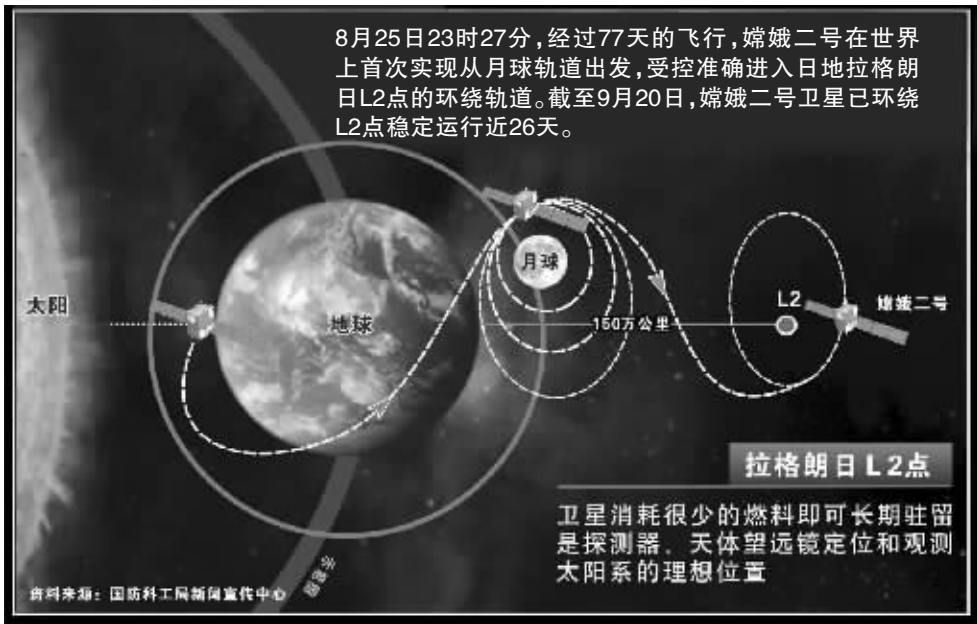 8月25日23时27分,经过77天的飞行,嫦娥二号在世界
上首次实现从月球轨道出发,受控准确进入日地拉格朗
日L2点的环绕轨道。截至9月20日,嫦娥二号卫星已环绕
L2点稳定运行近26天。
月球
太阳
地球
150万公里
L2
嫦娥二号
拉格朗日L2点
卫星消耗很少的燃料即可长期驻留
是探测器、天体望远镜定位和观测
太阳系的理想位置
示意图
资料来源：国防科工局新闻宣传中心